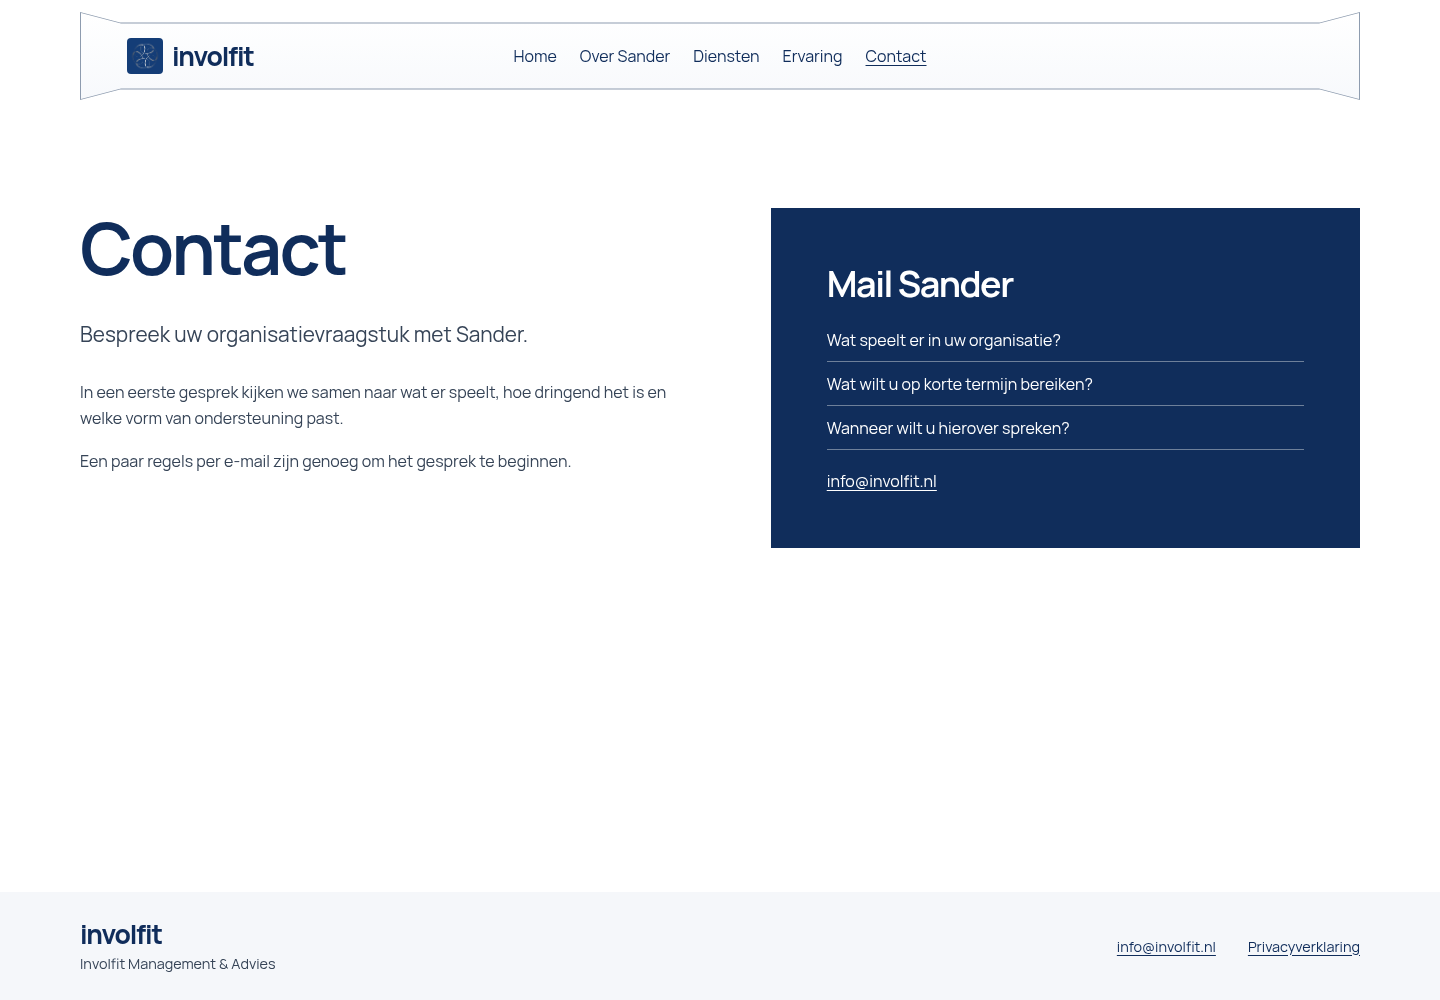 involfit
Home
Over Sander
Diensten
Ervaring
Contact
Contact
Bespreek uw organisatievraagstuk met Sander.
In een eerste gesprek kijken we samen naar wat er speelt, hoe dringend het is en
welke vorm van ondersteuning past.
Een paar regels per e-mail zijn genoeg om het gesprek te beginnen.
Mail Sander
Wat speelt er in uw organisatie?
Wat wilt u op korte termijn bereiken?
Wanneer wilt u hierover spreken?
info@involfit.nl
involfit
Involfit Management & Advies
info@involfit.nl
Privacyverklaring